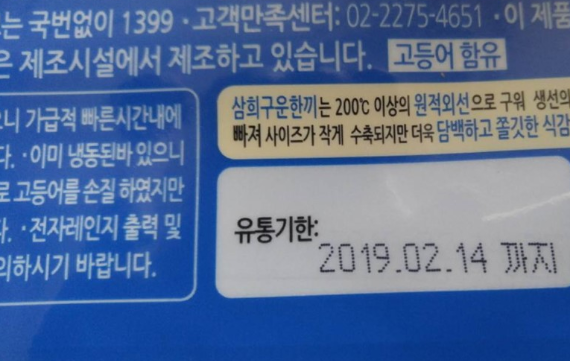 는 국번없이 1399 ·고객만족센터: 02-2275-4651 ·이 제품
은 제조시설에서 제조하고 있습니다. 고등어 함유
으니 가급적 빠른시간내에
다. ·이미 냉동된바 있으니
로 고등어를 손질 하였지만
다. ·전자레인지 출력 및
의하시기 바랍니다.
삼희구운한끼는 200℃ 이상의 원적외선으로 구워 생선의
빠져 사이즈가 작게 수축되지만 더욱 담백하고 쫄깃한 식감
유통기한:
2019.02.14 까지